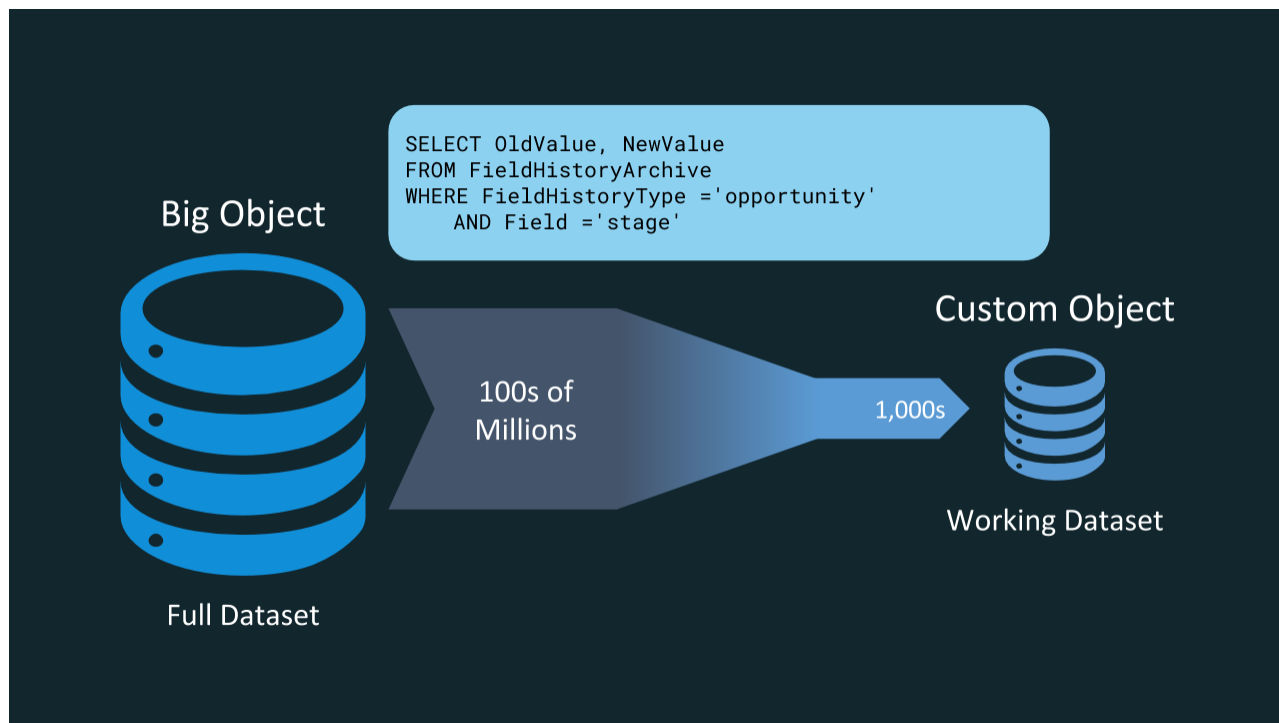 SELECT OldValue, NewValue
FROM FieldHistoryArchive
WHERE FieldHistoryType ='opportunity'
AND Field ='stage'
Big Object
Custom Object
100s of
Millions
1,000s
Working Dataset
Full Dataset